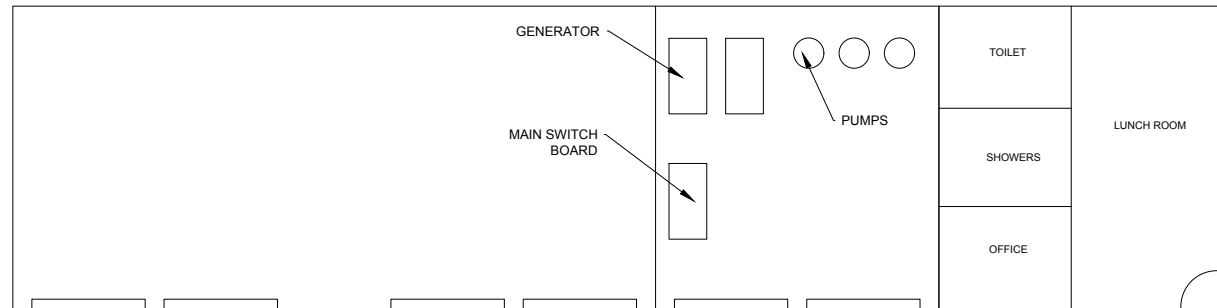 GENERATOR
TOILET
PUMPS
LUNCH ROOM
MAIN SWITCH
BOARD
SHOWERS
OFFICE